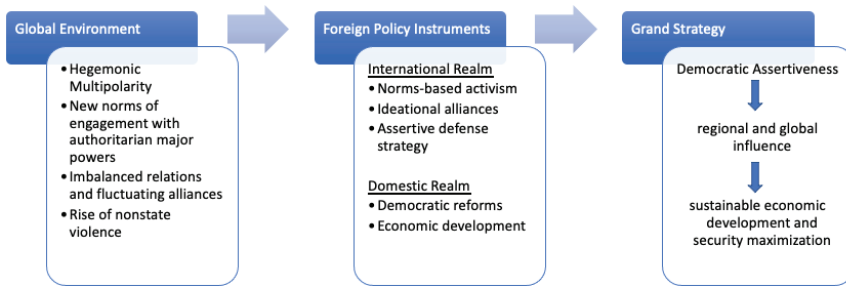 Global Environment
• Hegemonic
Multipolarity
• New norms of
engagement with
authoritarian major
powers
• Imbalanced relations
and fluctuating alliances
• Rise of nonstate
violence
Foreign Policy Instruments
International Realm
• Norms-based activism
• Ideational alliances
• Assertive defense
strategy
Domestic Realm
• Democratic reforms
• Economic development
Grand Strategy
Democratic Assertiveness
regional and global
influence
sustainable economic
development and
security maximization